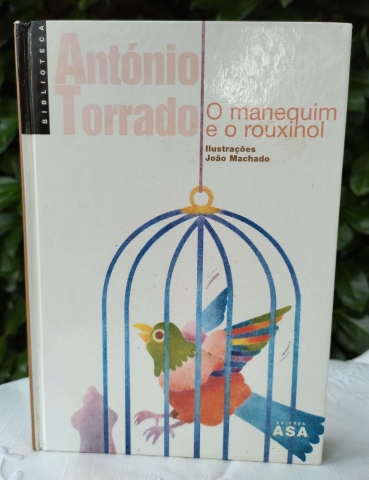 BIBLIOTECA
António
Torrado
O manequim
e o rouxinol
Ilustrações
João Machado
EDIÇÕES
ASA